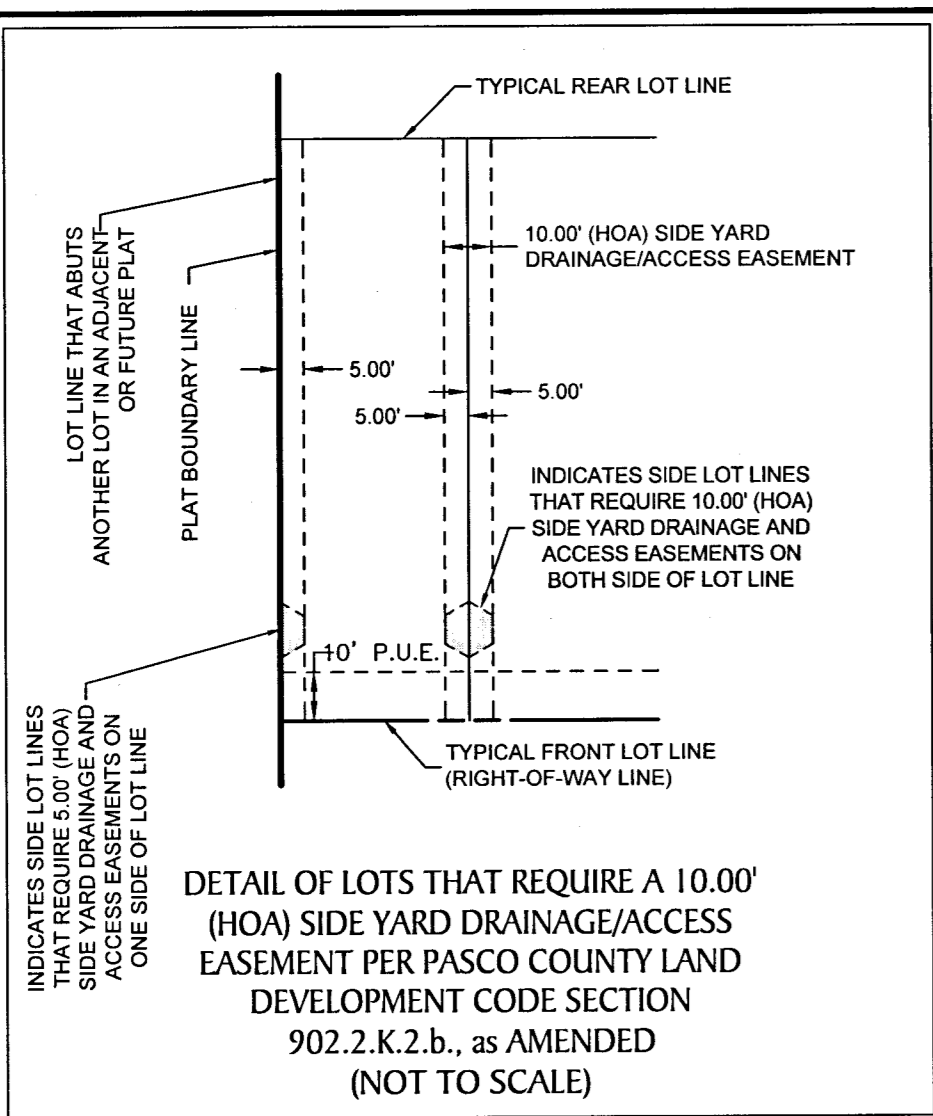 TYPICAL REAR LOT LINE
10.00' (HOA) SIDE YARD
DRAINAGE/ACCESS EASEMENT
LOT LINE THAT ABUTS
ANOTHER LOT IN AN ADJACENT
OR FUTURE PLAT
PLAT BOUNDARY LINE
5.00'
5.00'
5.00'
INDICATES SIDE LOT LINES
THAT REQUIRE 10.00' (HOA)
SIDE YARD DRAINAGE AND
ACCESS EASEMENTS ON
BOTH SIDE OF LOT LINE
10' P.U.E.
INDICATES SIDE LOT LINES
THAT REQUIRE 5.00' (HOA)
SIDE YARD DRAINAGE AND
ACCESS EASEMENTS ON
ONE SIDE OF LOT LINE
TYPICAL FRONT LOT LINE
(RIGHT-OF-WAY LINE)
DETAIL OF LOTS THAT REQUIRE A 10.00'
(HOA) SIDE YARD DRAINAGE/ACCESS
EASEMENT PER PASCO COUNTY LAND
DEVELOPMENT CODE SECTION
902.2.K.2.b., as AMENDED
(NOT TO SCALE)